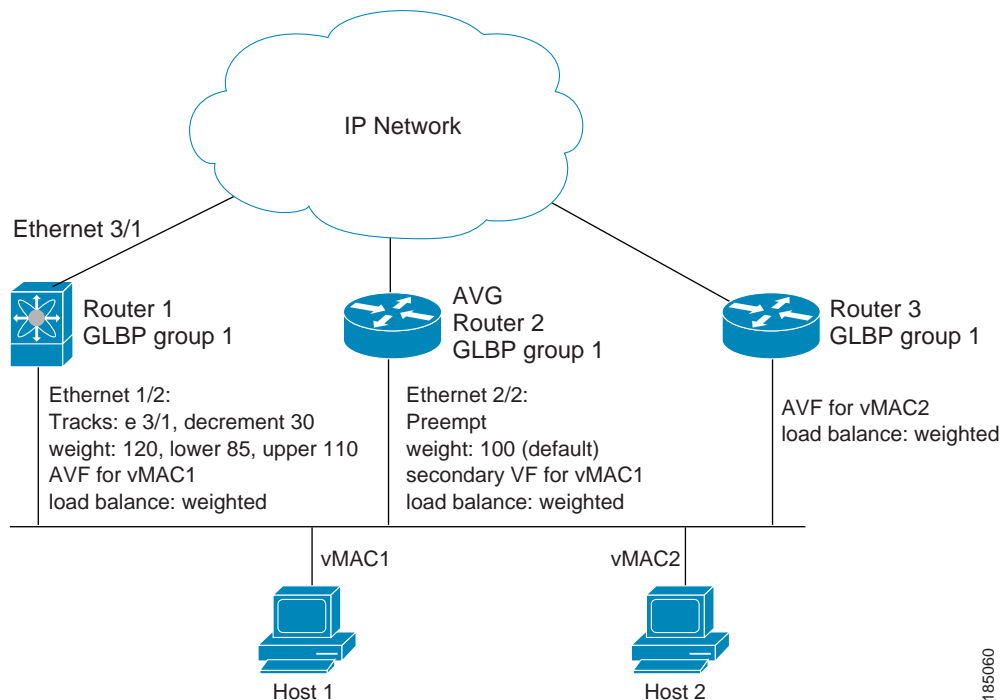 IP Network
Ethernet 3/1
Router 1
GLBP group 1
AVG
Router 2
GLBP group 1
Router 3
GLBP group 1
Ethernet 1/2:
Tracks: e 3/1, decrement 30
weight: 120, lower 85, upper 110
AVF for vMAC1
load balance: weighted
Ethernet 2/2:
Preempt
weight: 100 (default)
secondary VF for vMAC1
load balance: weighted
AVF for vMAC2
load balance: weighted
vMAC1
vMAC2
Host 1
Host 2
185060